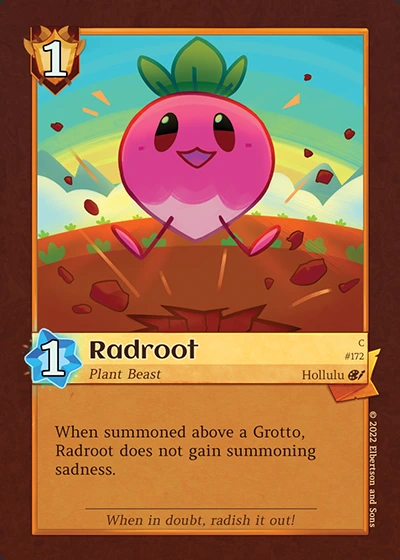 1
1
Radroot
C
#172
Plant Beast
Hollulu
When summoned above a Grotto,
Radroot does not gain summoning
sadness.
When in doubt, radish it out!
© 2022 Elbertson and Sons